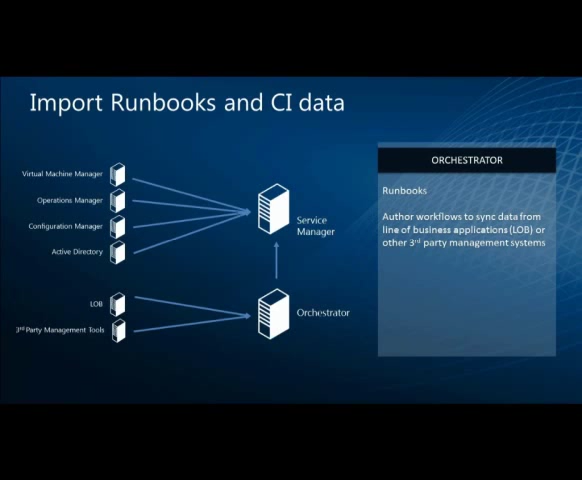 Import Runbooks and CI data
Virtual Machine Manager
Operations Manager
Configuration Manager
Active Directory
LOB
3rd Party Management Tools
Service
Manager
Orchestrator
ORCHESTRATOR
Runbooks
Author workflows to sync data from
line of business applications (LOB) or
other 3rd party management systems